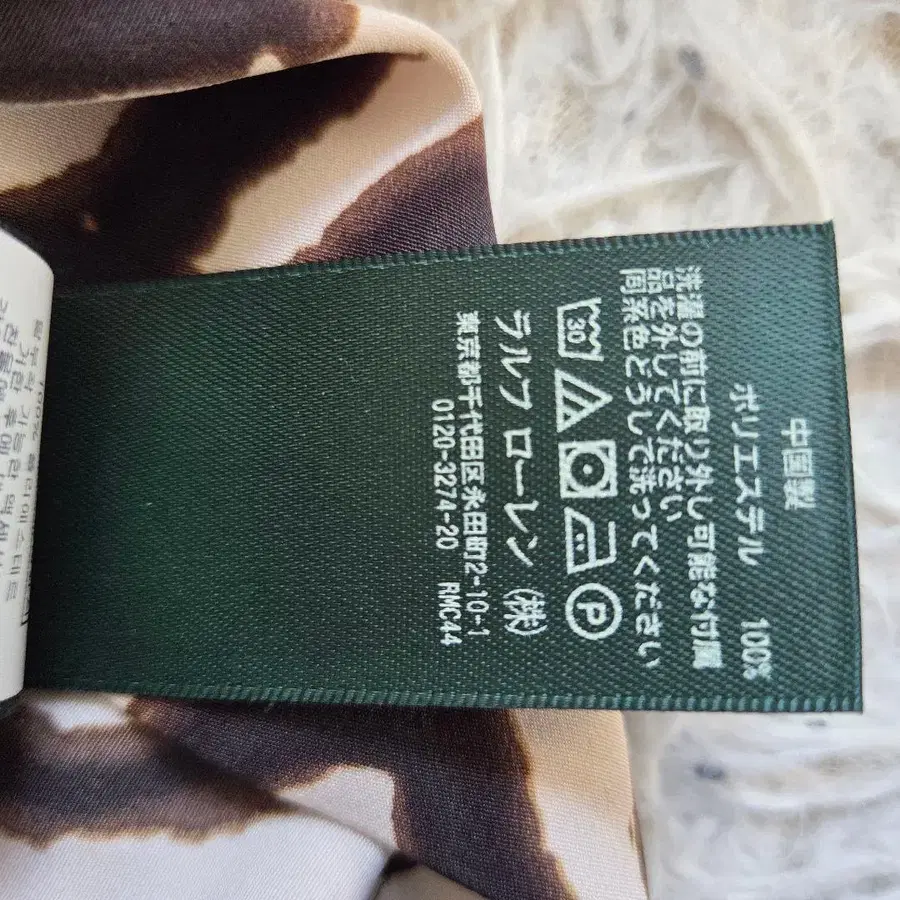 中国製
ポリエステル 100%
洗濯の前に取り外し可能な付属
品を外してください
同系色どうしで洗ってください
30
P
ラルフ ローレン (株)
東京都千代田区永田町2-10-1
0120-3274-20 RMC44